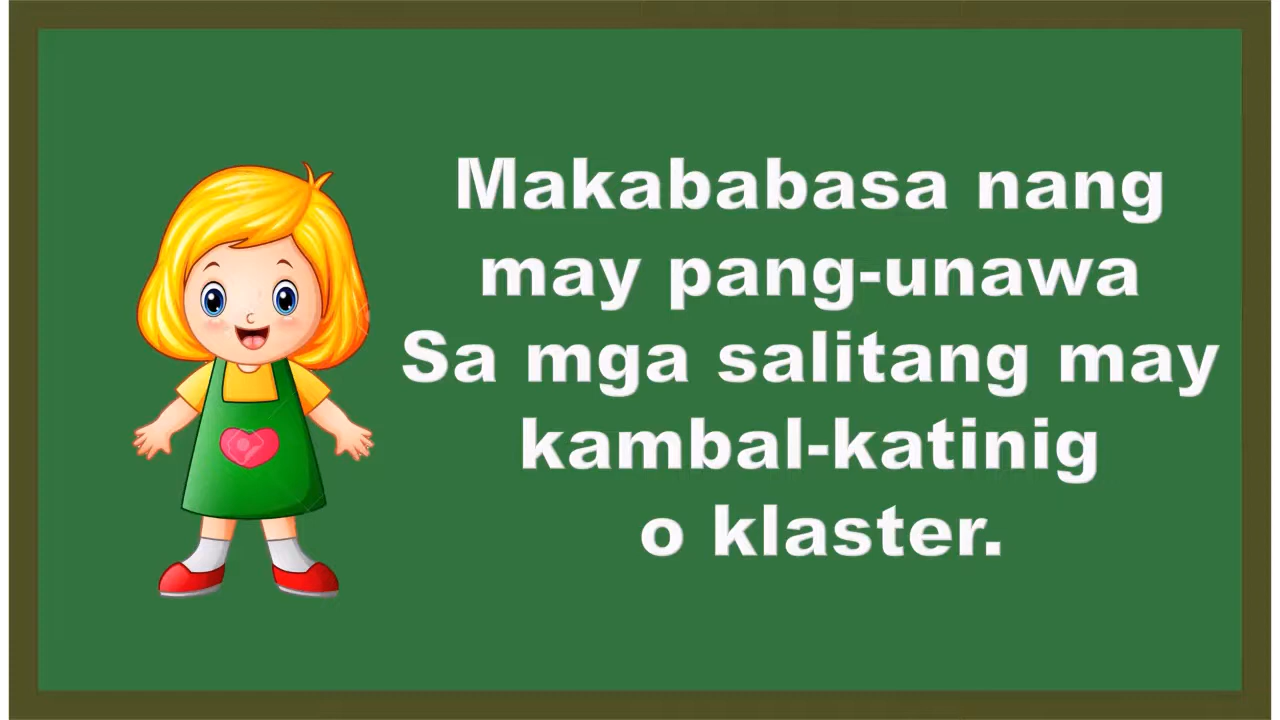 Makababasa nang
may pang-unawa
Sa mga salitang may
kambal-katinig
o klaster.